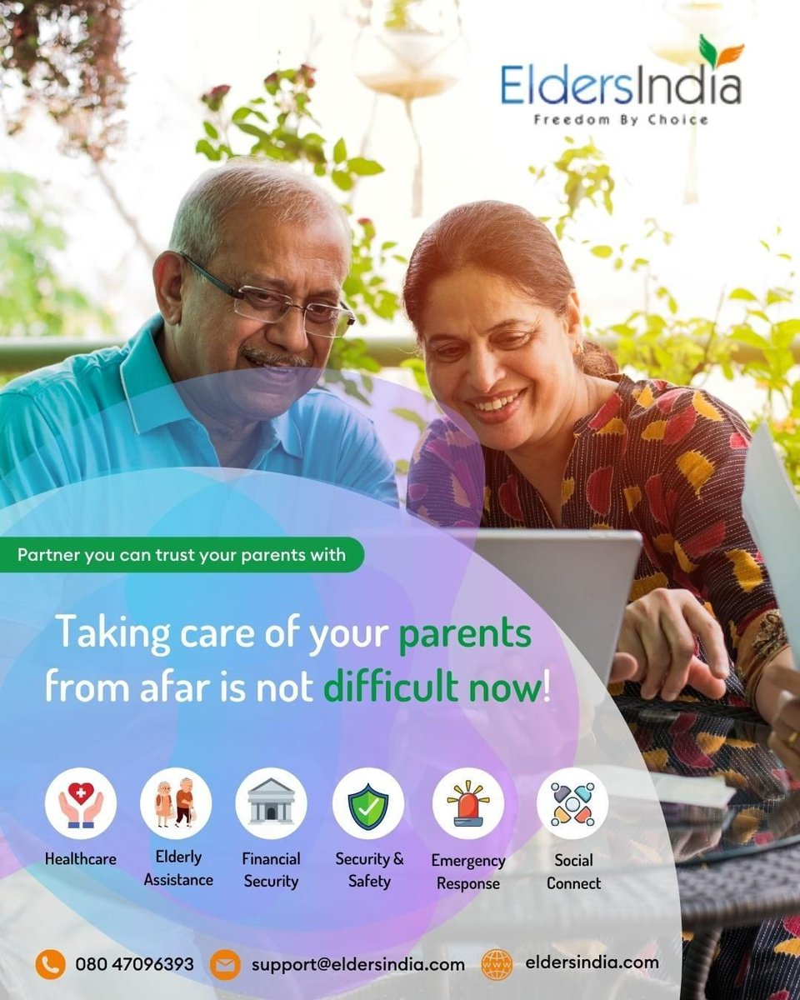 EldersIndia
Freedom By Choice
Partner you can trust your parents with
Taking care of your parents
from afar is not difficult now!
Healthcare
Elderly
Assistance
Financial
Security
Security &
Safety
Emergency
Response
Social
Connect
080 47096393
support@eldersindia.com
eldersindia.com